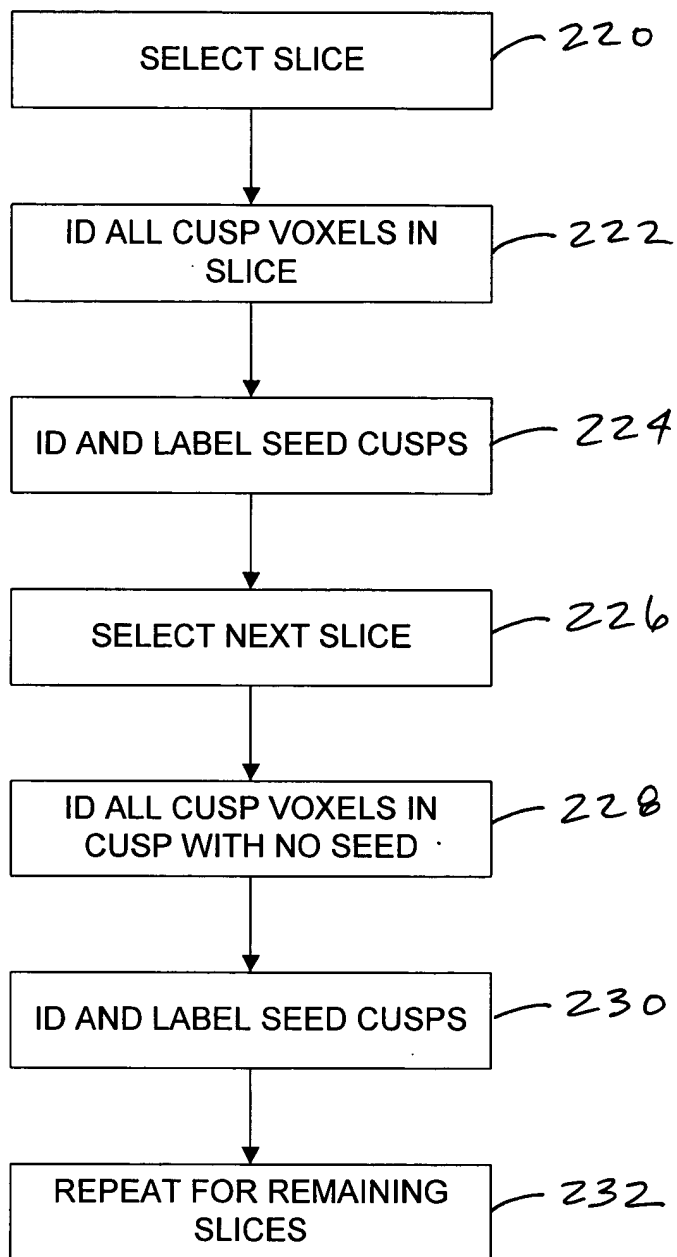 SELECT SLICE
220
ID ALL CUSP VOXELS IN
SLICE
222
ID AND LABEL SEED CUSPS
224
SELECT NEXT SLICE
226
ID ALL CUSP VOXELS IN
CUSP WITH NO SEED
228
ID AND LABEL SEED CUSPS
230
REPEAT FOR REMAINING
SLICES
232